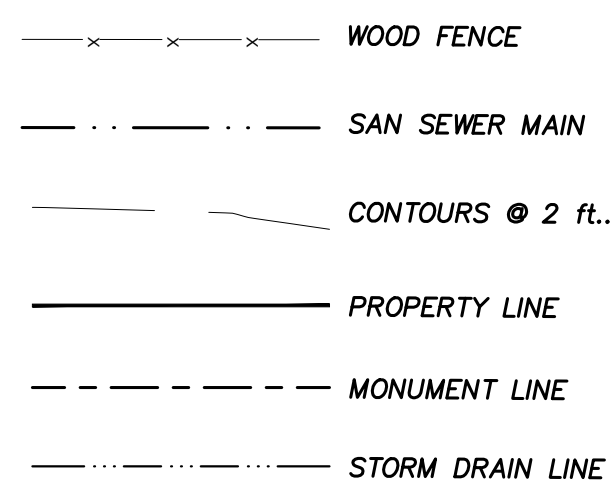 WOOD FENCE
SAN SEWER MAIN
CONTOURS @ 2 ft..
PROPERTY LINE
MONUMENT LINE
STORM DRAIN LINE